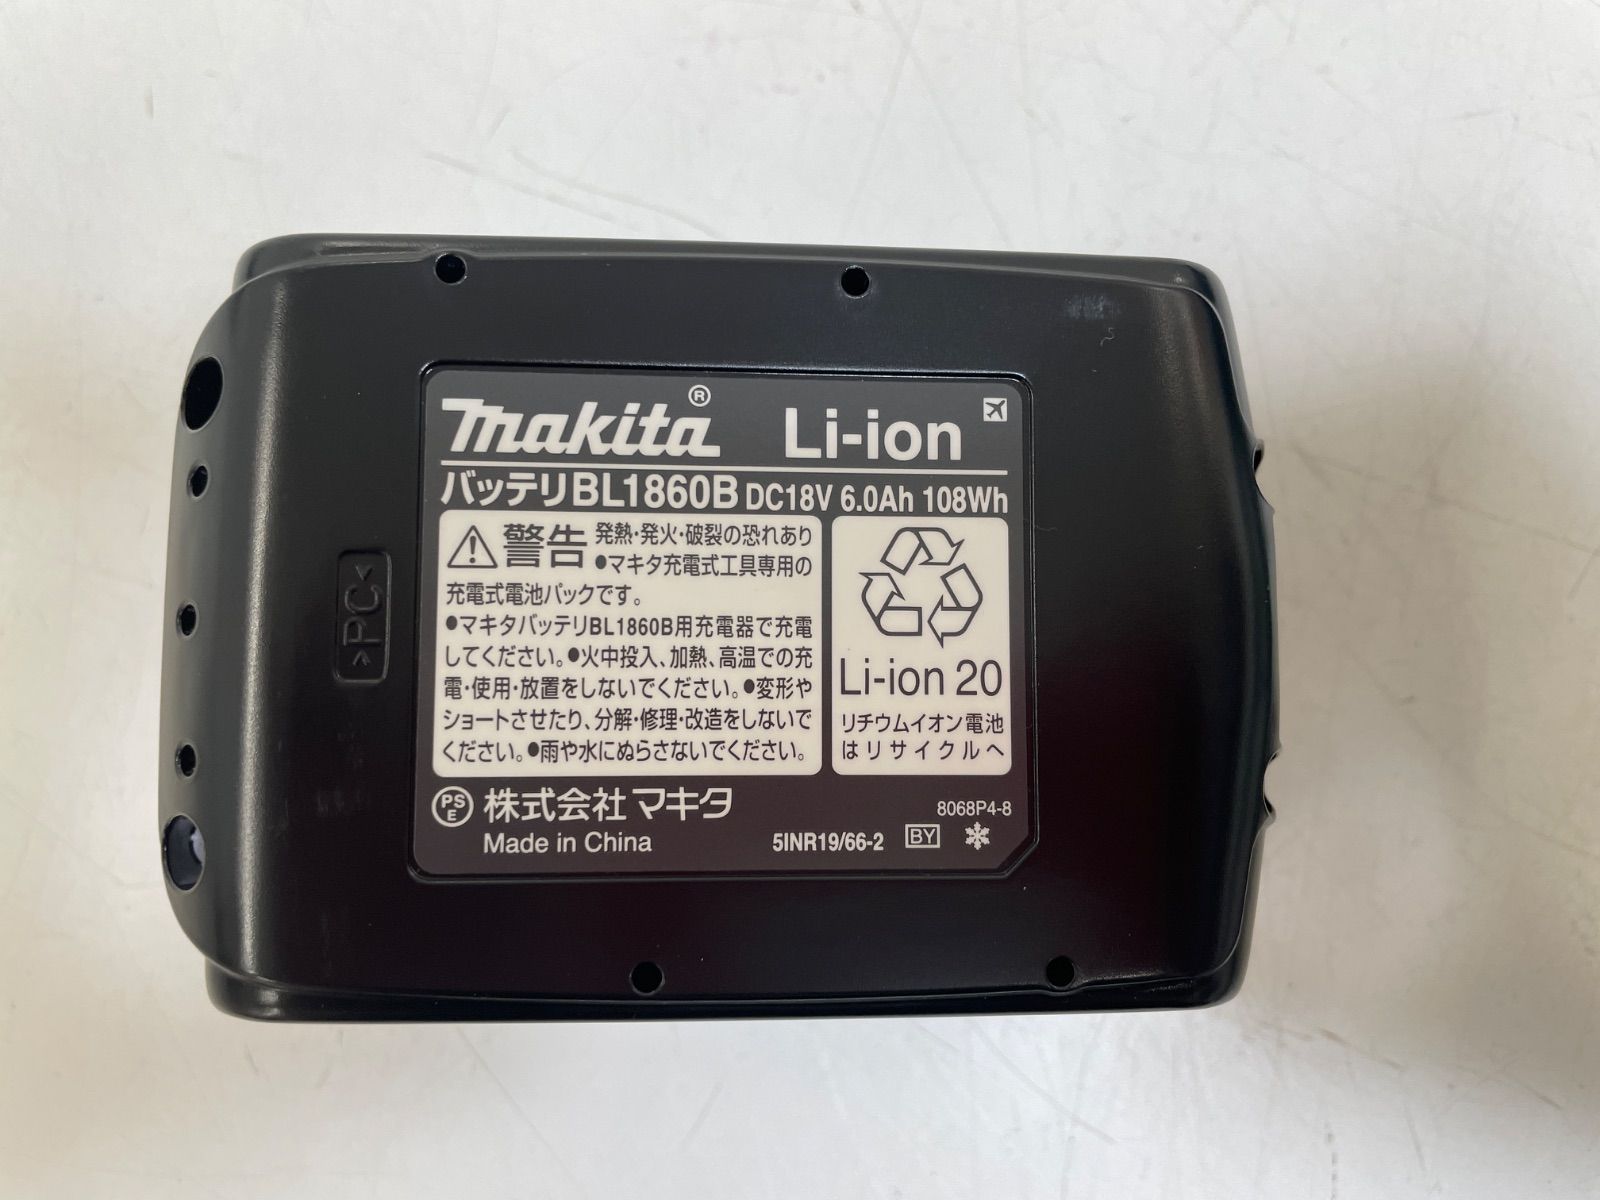 makita® Li-ion
バッテリBL1860B DC18V 6.0Ah 108Wh
警告 発熱・発火・破裂の恐れあり
●マキタ充電式工具専用の
充電式電池パックです。
●マキタバッテリBL1860B用充電器で充電
してください。●火中投入、加熱、高温での充
電・使用・放置をしないでください。●変形や
ショートさせたり、分解・修理・改造をしないで
ください。●雨や水にぬらさないでください。
Li-ion 20
リチウムイオン電池
はリサイクルへ
PSE 株式会社マキタ
Made in China
8068P4-8
5INR19/66-2 BY
>PC<